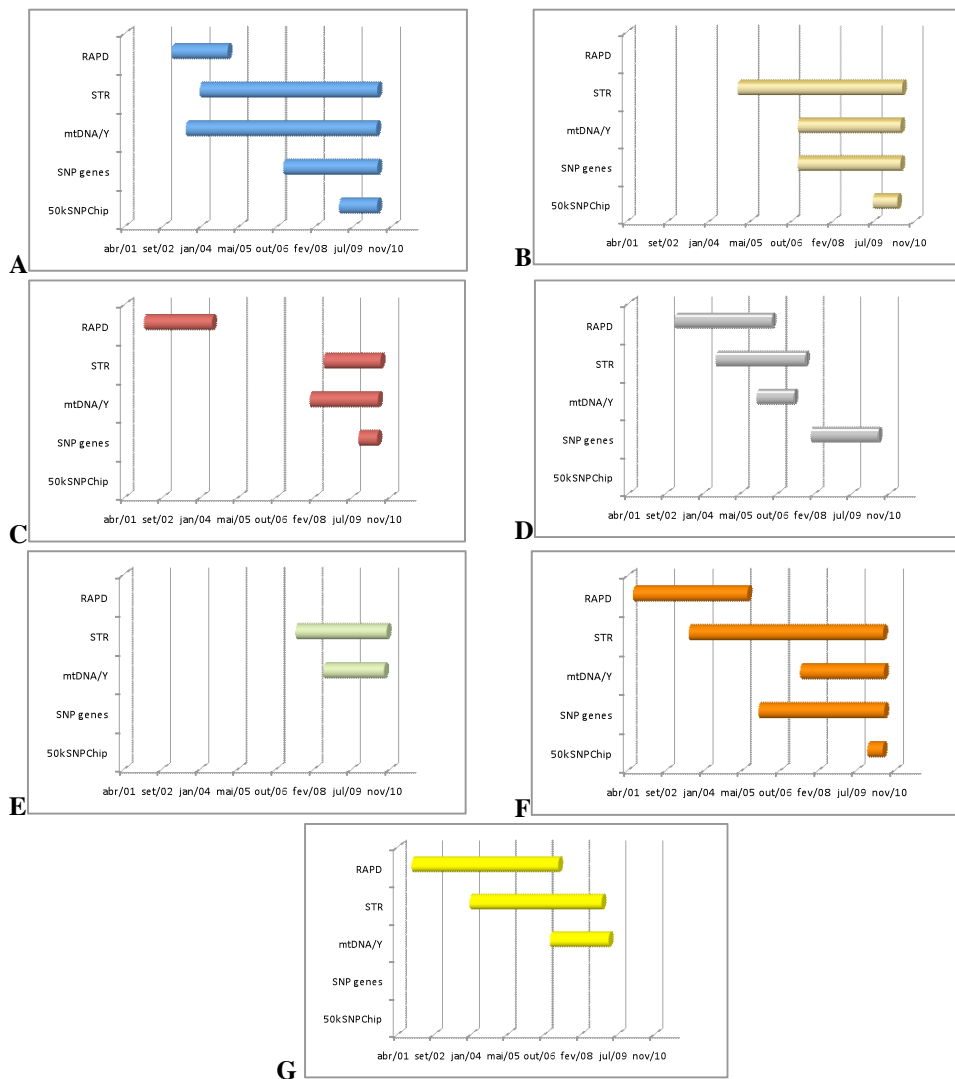 RAPD
STR
mtDNA/Y
SNP genes
50kSNPChip
abr/01 set/02 jan/04 mai/05 out/06 fev/08 jul/09 nov/10
A
RAPD
STR
mtDNA/Y
SNP genes
50kSNPChip
abr/01 set/02 jan/04 mai/05 out/06 fev/08 jul/09 nov/10
B
RAPD
STR
mtDNA/Y
SNP genes
50kSNPChip
abr/01 set/02 jan/04 mai/05 out/06 fev/08 jul/09 nov/10
C
RAPD
STR
mtDNA/Y
SNP genes
50kSNPChip
abr/01 set/02 jan/04 mai/05 out/06 fev/08 jul/09 nov/10
D
RAPD
STR
mtDNA/Y
SNP genes
50kSNPChip
abr/01 set/02 jan/04 mai/05 out/06 fev/08 jul/09 nov/10
E
RAPD
STR
mtDNA/Y
SNP genes
50kSNPChip
abr/01 set/02 jan/04 mai/05 out/06 fev/08 jul/09 nov/10
F
RAPD
STR
mtDNA/Y
SNP genes
50kSNPChip
abr/01 set/02 jan/04 mai/05 out/06 fev/08 jul/09 nov/10
G